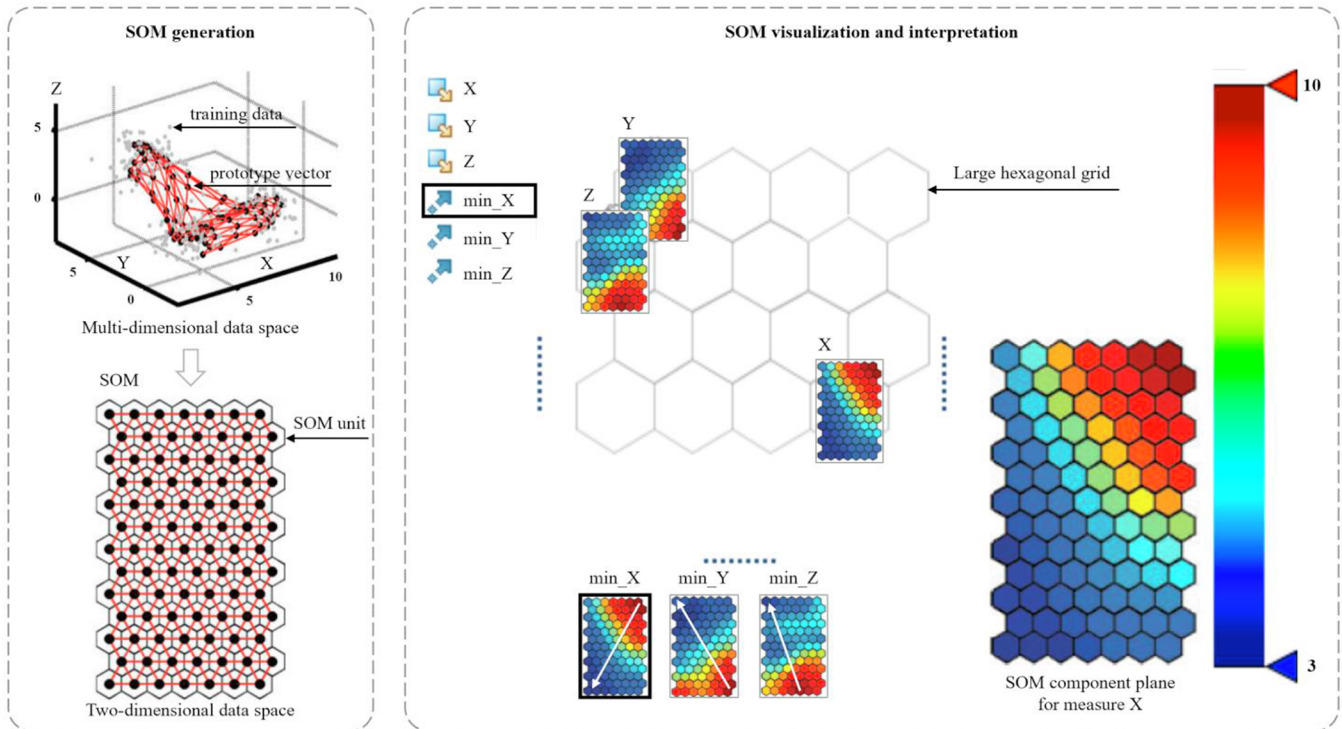 SOM generation
Z
5
0
training data
prototype vector
5
Y
0
X
5
10
Multi-dimensional data space
SOM
SOM unit
Two-dimensional data space
SOM visualization and interpretation
X
Y
Z
min_X
min_Y
min_Z
Y
Z
X
Large hexagonal grid
min_X
min_Y
min_Z
10
3
SOM component plane
for measure X